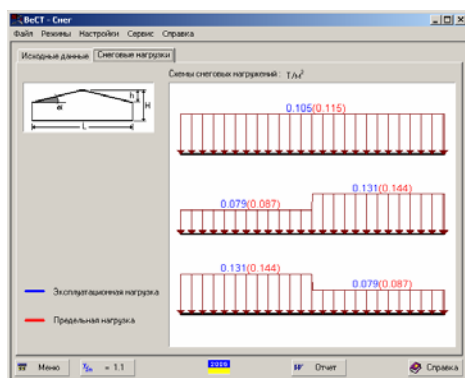 ВеСТ - Снег
Файл Режимы Настройки Сервис Справка
Исходные данные Снеговые нагрузки
Схемы снеговых нагружений : Т/м²
h
H
α
L
0.105(0.115)
0.131(0.144)
0.079(0.087)
0.131(0.144)
0.079(0.087)
Эксплуатационная нагрузка
Предельная нагрузка
Меню
= 1.1
2006
W Отчет
Справка